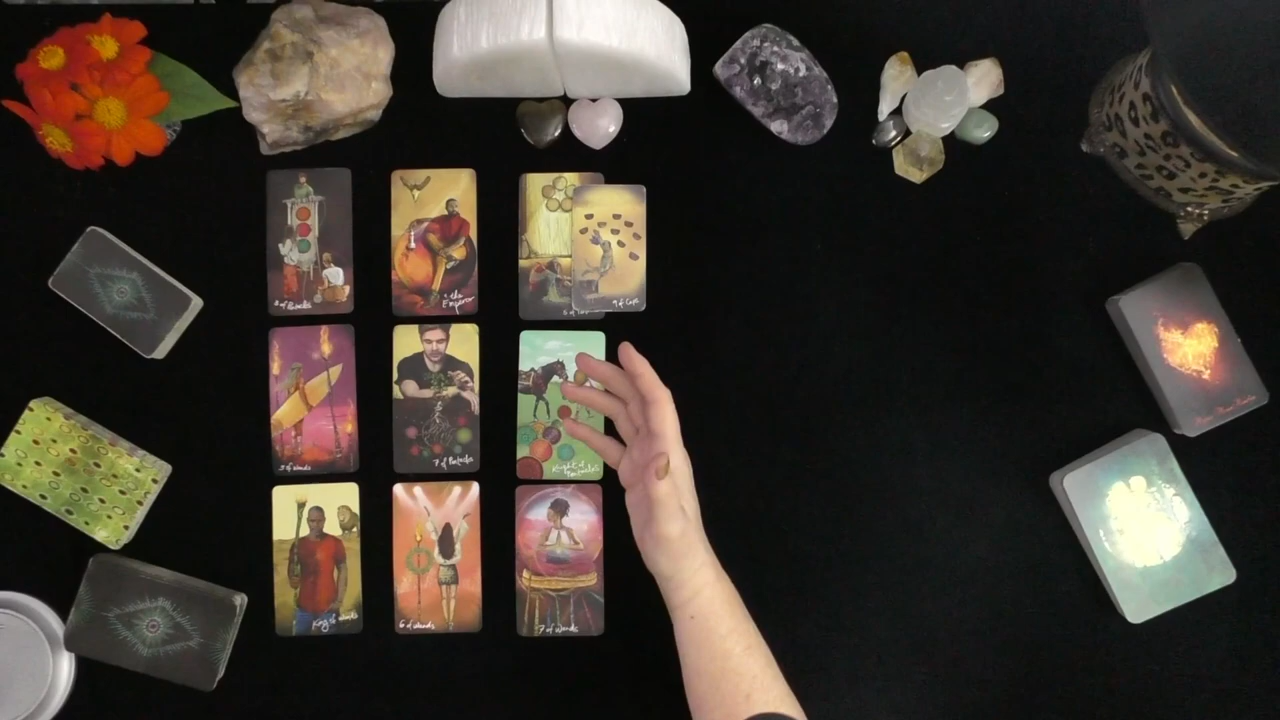 3 of Pentacles
the
Emperor
9 of Cups
3 of Wands
7 of Pentacles
Knight of
Pentacles
King of Wands
6 of Wands
7 of Wands